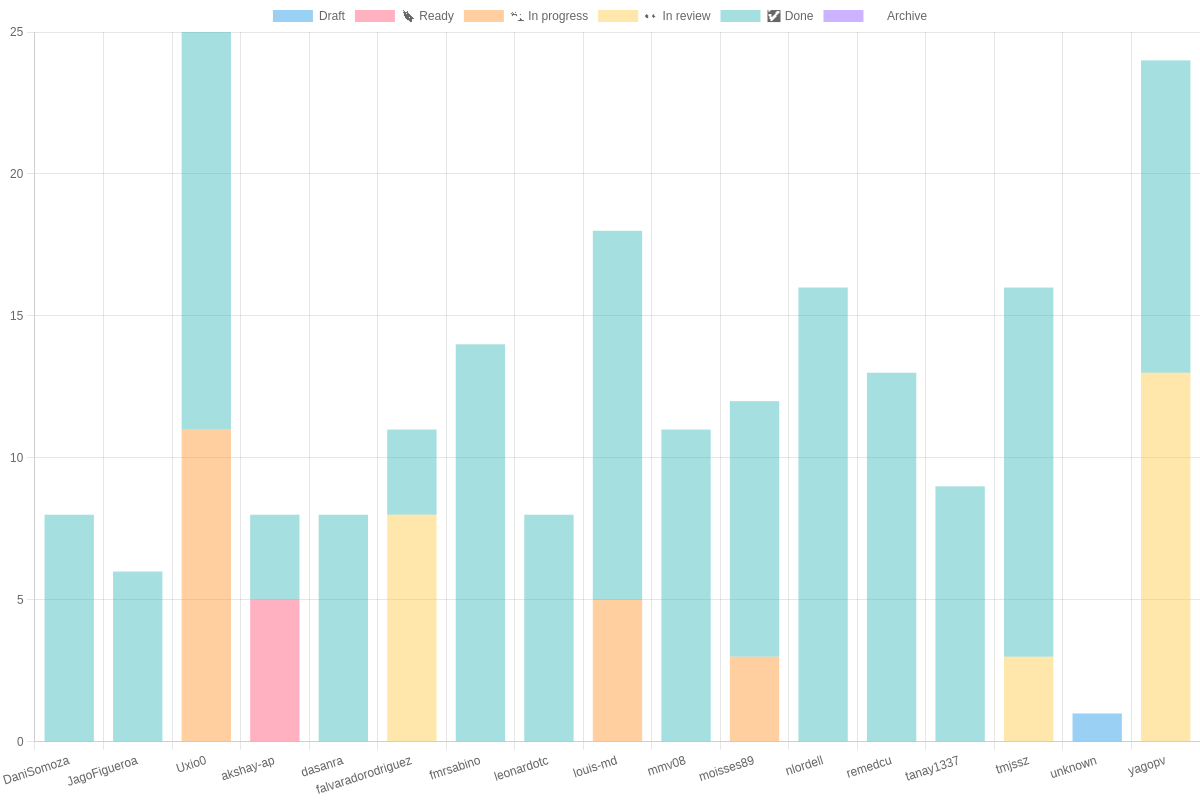 Draft Ready In progress In review Done Archive
25
20
15
10
5
0
DaniSomoza
JagoFigueroa
Uxio0
akshay-ap
dasanra
falvaradorodriguez
fmrsabino
leonardotc
louis-md
mmv08
moisses89
nlordell
remedcu
tanay1337
tmjssz
unknown
yagopv